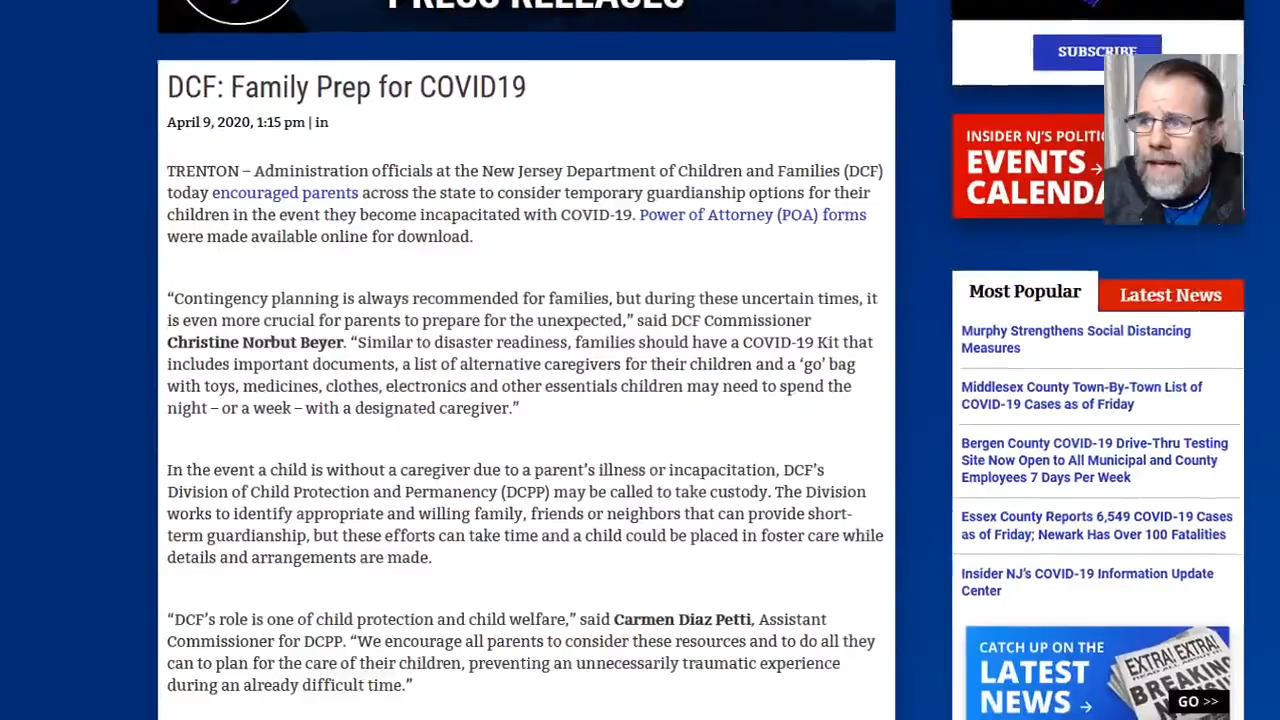 PRESS RELEASES
DCF: Family Prep for COVID19
April 9, 2020, 1:15 pm | in
TRENTON – Administration officials at the New Jersey Department of Children and Families (DCF)
today encouraged parents across the state to consider temporary guardianship options for their
children in the event they become incapacitated with COVID-19. Power of Attorney (POA) forms
were made available online for download.
“Contingency planning is always recommended for families, but during these uncertain times, it
is even more crucial for parents to prepare for the unexpected,” said DCF Commissioner
Christine Norbut Beyer. “Similar to disaster readiness, families should have a COVID-19 Kit that
includes important documents, a list of alternative caregivers for their children and a ‘go’ bag
with toys, medicines, clothes, electronics and other essentials children may need to spend the
night – or a week – with a designated caregiver.”
In the event a child is without a caregiver due to a parent’s illness or incapacitation, DCF’s
Division of Child Protection and Permanency (DCPP) may be called to take custody. The Division
works to identify appropriate and willing family, friends or neighbors that can provide short-
term guardianship, but these efforts can take time and a child could be placed in foster care while
details and arrangements are made.
“DCF’s role is one of child protection and child welfare,” said Carmen Diaz Petti, Assistant
Commissioner for DCPP. “We encourage all parents to consider these resources and to do all they
can to plan for the care of their children, preventing an unnecessarily traumatic experience
during an already difficult time.”
SUBSCRIBE
INSIDER NJ'S POLITIC
EVENTS
CALENDA
Most Popular
Latest News
Murphy Strengthens Social Distancing
Measures
Middlesex County Town-By-Town List of
COVID-19 Cases as of Friday
Bergen County COVID-19 Drive-Thru Testing
Site Now Open to All Municipal and County
Employees 7 Days Per Week
Essex County Reports 6,549 COVID-19 Cases
as of Friday; Newark Has Over 100 Fatalities
Insider NJ’s COVID-19 Information Update
Center
CATCH UP ON THE
LATEST
NEWS
EXTRA! EXTRA!
BREAKING
GO >>